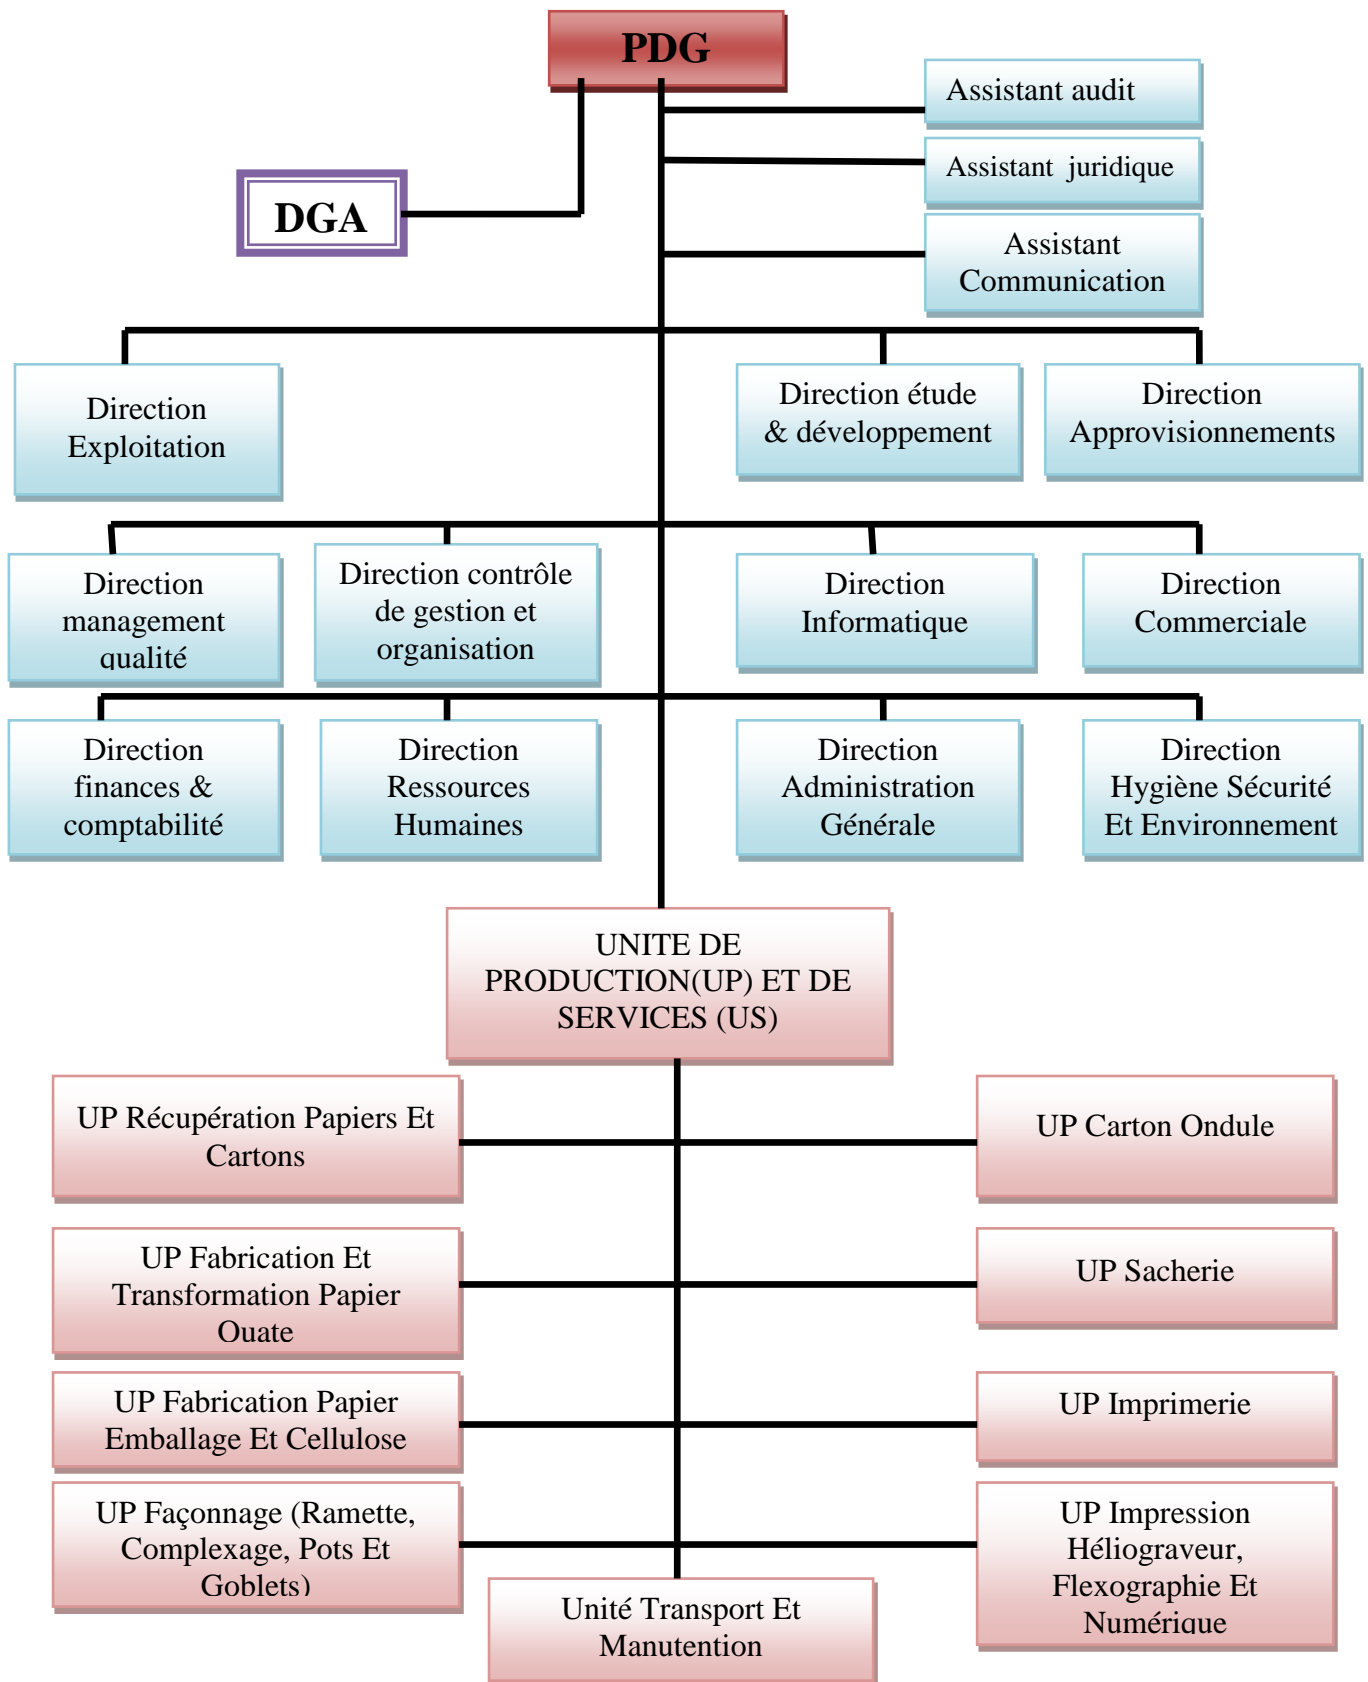 PDG
Assistant audit
Assistant juridique
DGA
Assistant
Communication
Direction
Exploitation
Direction étude
& développement
Direction
Approvisionnements
Direction
management
qualité
Direction contrôle
de gestion et
organisation
Direction
Informatique
Direction
Commerciale
Direction
finances &
comptabilité
Direction
Ressources
Humaines
Direction
Administration
Générale
Direction
Hygiène Sécurité
Et Environnement
UNITE DE
PRODUCTION(UP) ET DE
SERVICES (US)
UP Récupération Papiers Et
Cartons
UP Carton Ondule
UP Fabrication Et
Transformation Papier
Ouate
UP Sacherie
UP Fabrication Papier
Emballage Et Cellulose
UP Imprimerie
UP Façonnage (Ramette,
Complexage, Pots Et
Goblets)
UP Impression
Héliograveur,
Flexographie Et
Numérique
Unité Transport Et
Manutention